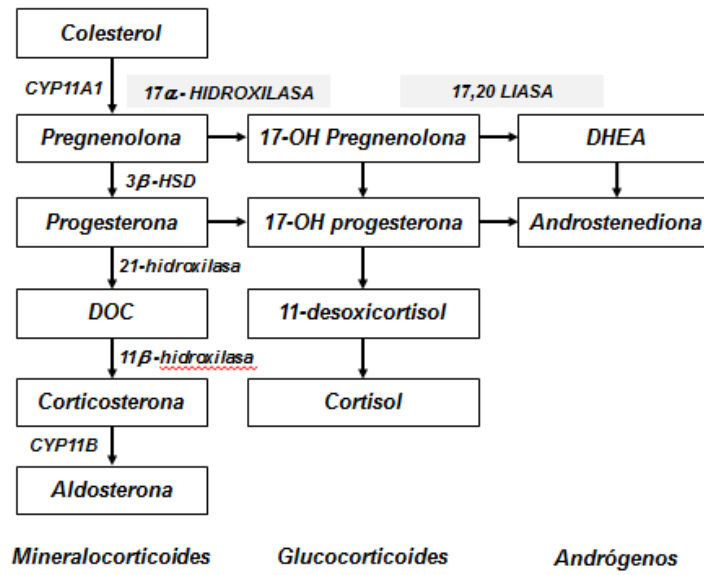 Colesterol
CYP11A1
17α- HIDROXILASA
17,20 LIASA
Pregnenolona
17-OH Pregnenolona
DHEA
3β-HSD
Progesterona
17-OH progesterona
Androstenediona
21-hidroxilasa
DOC
11-desoxicortisol
11β-hidroxilasa
Corticosterona
Cortisol
CYP11B
Aldosterona
Mineralocorticoides
Glucocorticoides
Andrógenos